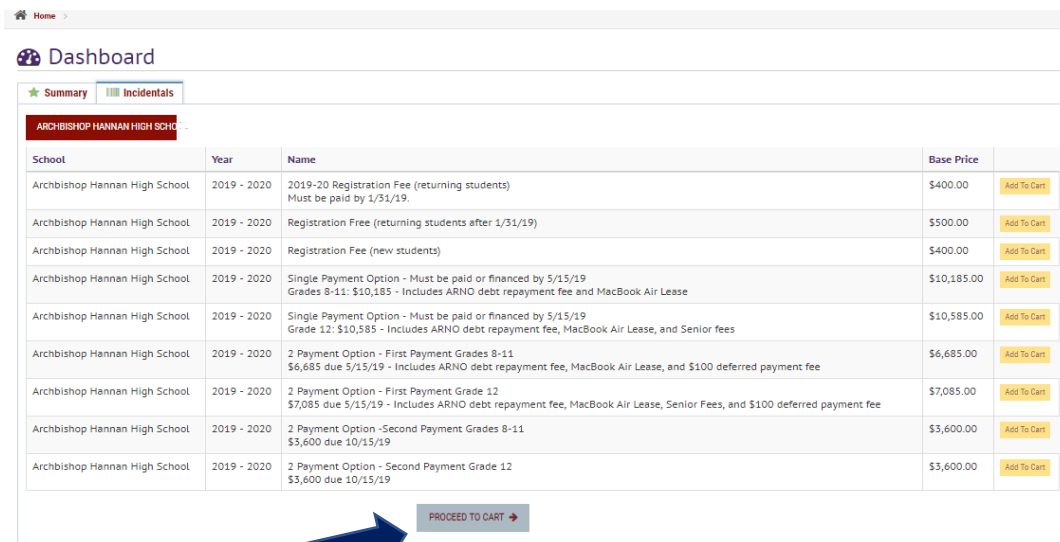 Home >
Dashboard
Summary Incidentals
ARCHBISHOP HANNAN HIGH SCHO
School Year Name Base Price
Archbishop Hannan High School 2019 - 2020 2019-20 Registration Fee (returning students) $400.00 Add To Cart
Must be paid by 1/31/19.
Archbishop Hannan High School 2019 - 2020 Registration Free (returning students after 1/31/19) $500.00 Add To Cart
Archbishop Hannan High School 2019 - 2020 Registration Fee (new students) $400.00 Add To Cart
Archbishop Hannan High School 2019 - 2020 Single Payment Option - Must be paid or financed by 5/15/19 $10,185.00 Add To Cart
Grades 8-11: $10,185 - Includes ARNO debt repayment fee and MacBook Air Lease
Archbishop Hannan High School 2019 - 2020 Single Payment Option - Must be paid or financed by 5/15/19 $10,585.00 Add To Cart
Grade 12: $10,585 - Includes ARNO debt repayment fee, MacBook Air Lease, and Senior fees
Archbishop Hannan High School 2019 - 2020 2 Payment Option - First Payment Grades 8-11 $6,685.00 Add To Cart
$6,685 due 5/15/19 - Includes ARNO debt repayment fee, MacBook Air Lease, and $100 deferred payment fee
Archbishop Hannan High School 2019 - 2020 2 Payment Option - First Payment Grade 12 $7,085.00 Add To Cart
$7,085 due 5/15/19 - Includes ARNO debt repayment fee, MacBook Air Lease, Senior Fees, and $100 deferred payment fee
Archbishop Hannan High School 2019 - 2020 2 Payment Option -Second Payment Grades 8-11 $3,600.00 Add To Cart
$3,600 due 10/15/19
Archbishop Hannan High School 2019 - 2020 2 Payment Option - Second Payment Grade 12 $3,600.00 Add To Cart
$3,600 due 10/15/19
PROCEED TO CART →